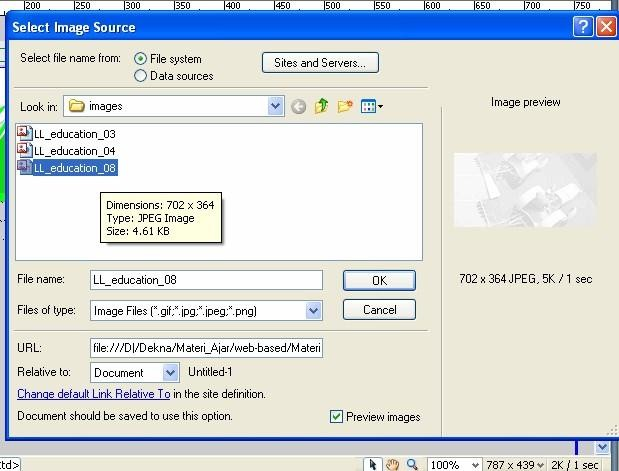 200 250 300 350 400 450 500 550 600 650 700 750
Select Image Source
Select file name from: File system
Data sources
Sites and Servers...
Look in: images
Image preview
LL_education_03
LL_education_04
LL_education_08
Dimensions: 702 x 364
Type: JPEG Image
Size: 4.61 KB
702 x 364 JPEG, 5K / 1 sec
File name: LL_education_08
OK
Files of type: Image Files (*.gif;*.jpg;*.jpeg;*.png)
Cancel
URL: file:///D|/Dekna/Materi_Ajar/web-based/Materi
Relative to: Document Untitled-1
Change default Link Relative To in the site definition.
Document should be saved to use this option.
Preview images
td> 100% 787 x 439 2K / 1 sec